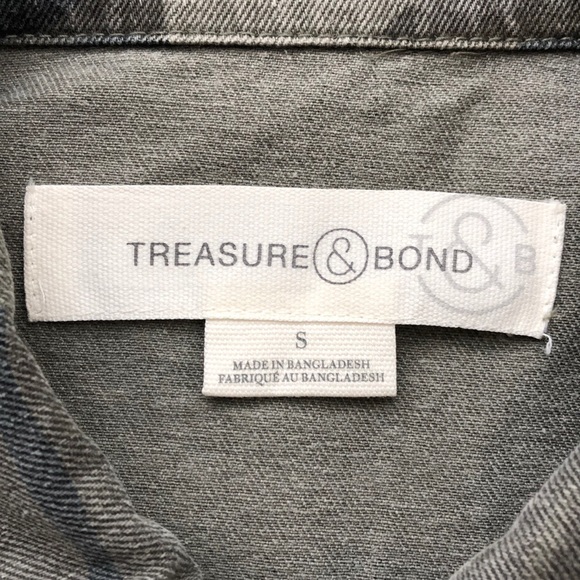 TREASURE & BOND
T & B
S
MADE IN BANGLADESH
FABRIQUÉ AU BANGLADESH